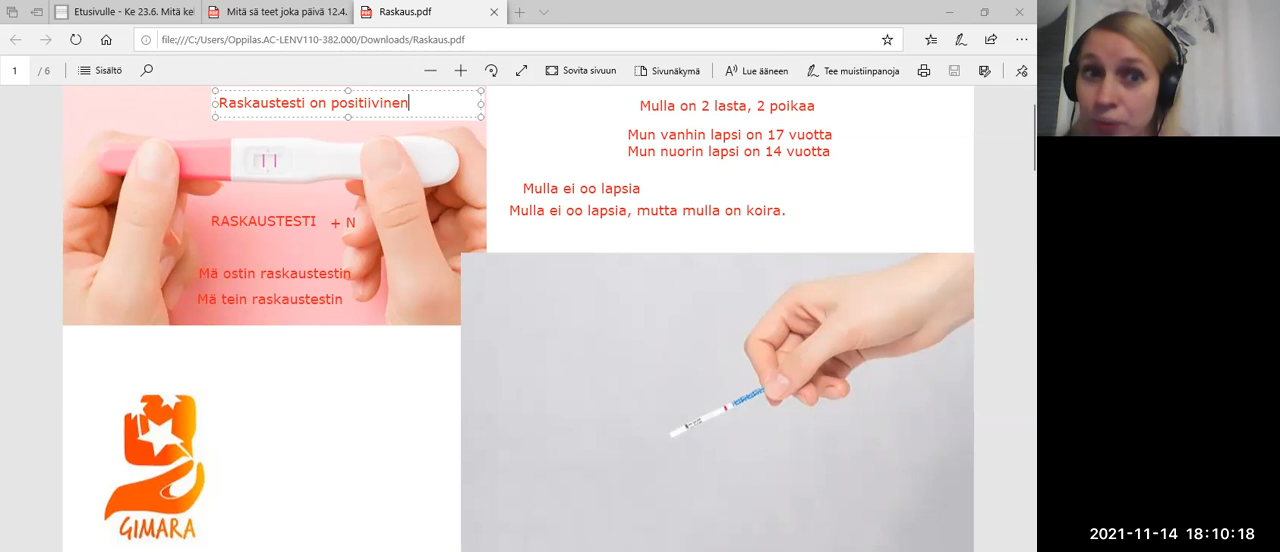 Etusivulle - Ke 23.6. Mitä ke
Mitä sä teet joka päivä 12.4.
Raskaus.pdf
file:///C:/Users/Oppilas.AC-LENV110-382.000/Downloads/Raskaus.pdf
1 / 6
Sisältö
Sovita sivuun
Sivunäkymä
Lue ääneen
Tee muistiinpanoja
Raskaustesti on positiivinen
RASKAUSTESTI + N
Mä ostin raskaustestin
Mä tein raskaustestin
Mulla on 2 lasta, 2 poikaa
Mun vanhin lapsi on 17 vuotta
Mun nuorin lapsi on 14 vuotta
Mulla ei oo lapsia
Mulla ei oo lapsia, mutta mulla on koira.
GIMARA
2021-11-14 18:10:18